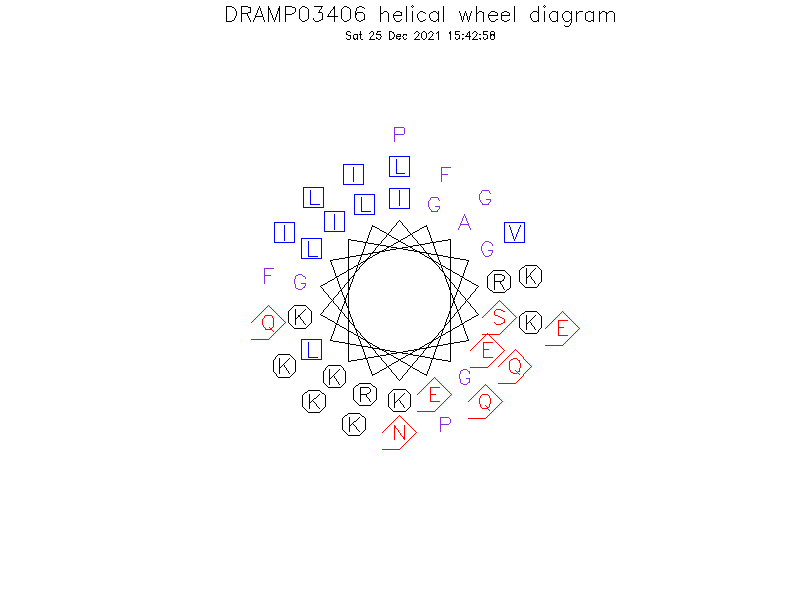 DRAMP03406 helical wheel diagram
Sat 25 Dec 2021 15:42:58
P
I L F
L I L I G A G
I L G V
F G R K
Q K S K E
K L K E Q
K K R K E G Q
K N P